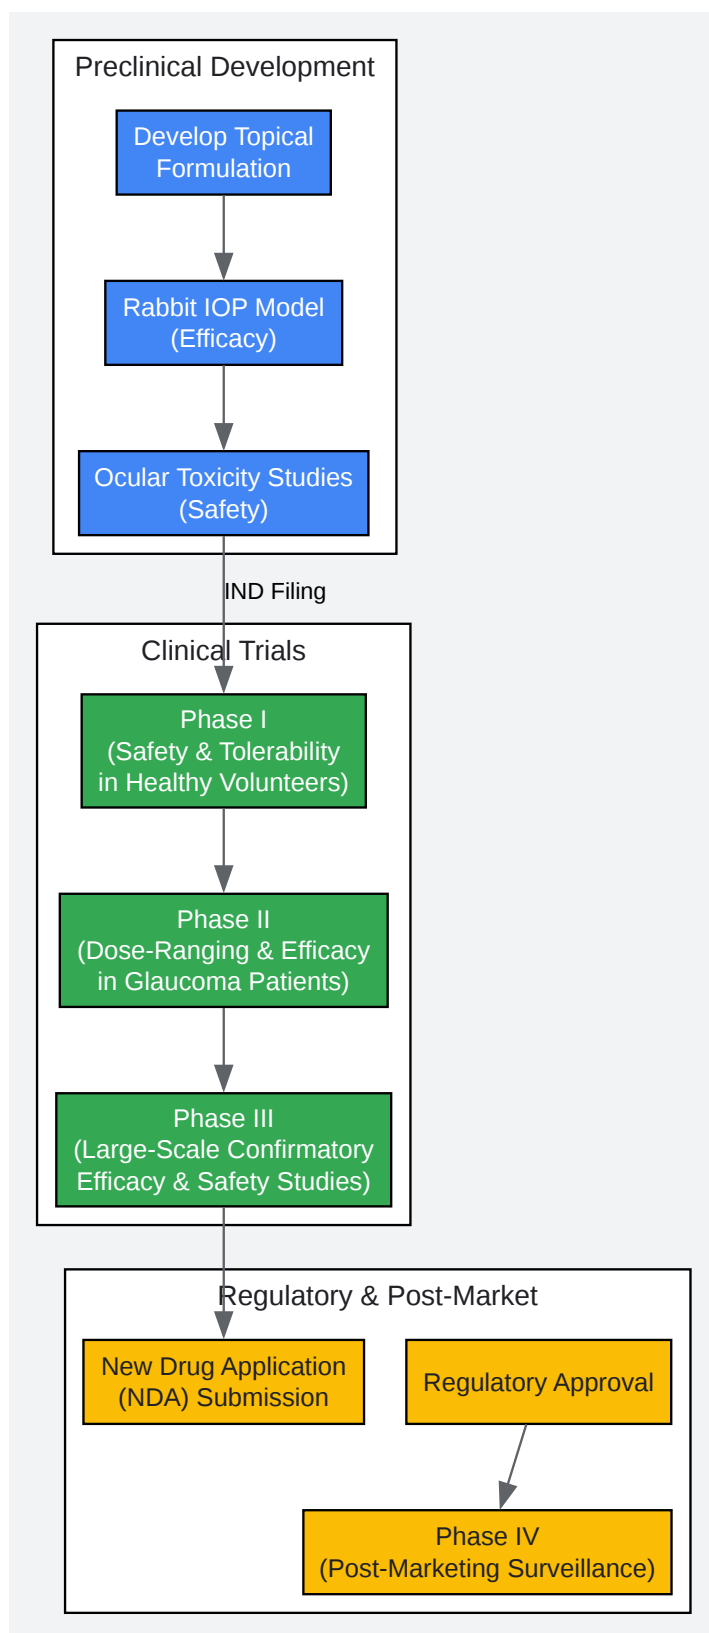 Preclinical Development
Develop Topical
Formulation
Rabbit IOP Model
(Efficacy)
Ocular Toxicity Studies
(Safety)
IND Filing
Clinical Trials
Phase I
(Safety & Tolerability
in Healthy Volunteers)
Phase II
(Dose-Ranging & Efficacy
in Glaucoma Patients)
Phase III
(Large-Scale Confirmatory
Efficacy & Safety Studies)
Regulatory & Post-Market
New Drug Application
(NDA) Submission
Regulatory Approval
Phase IV
(Post-Marketing Surveillance)